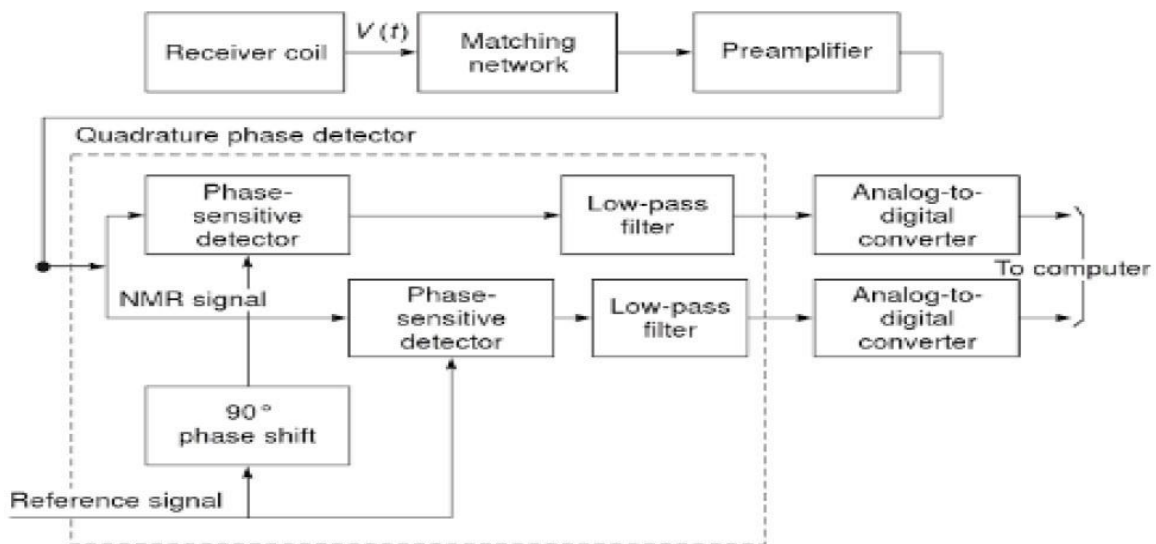 Receiver coil
V(t)
Matching
network
Preamplifier
Quadrature phase detector
Phase-
sensitive
detector
Low-pass
filter
Analog-to-
digital
converter
To computer
NMR signal
Phase-
sensitive
detector
Low-pass
filter
Analog-to-
digital
converter
90°
phase shift
Reference signal